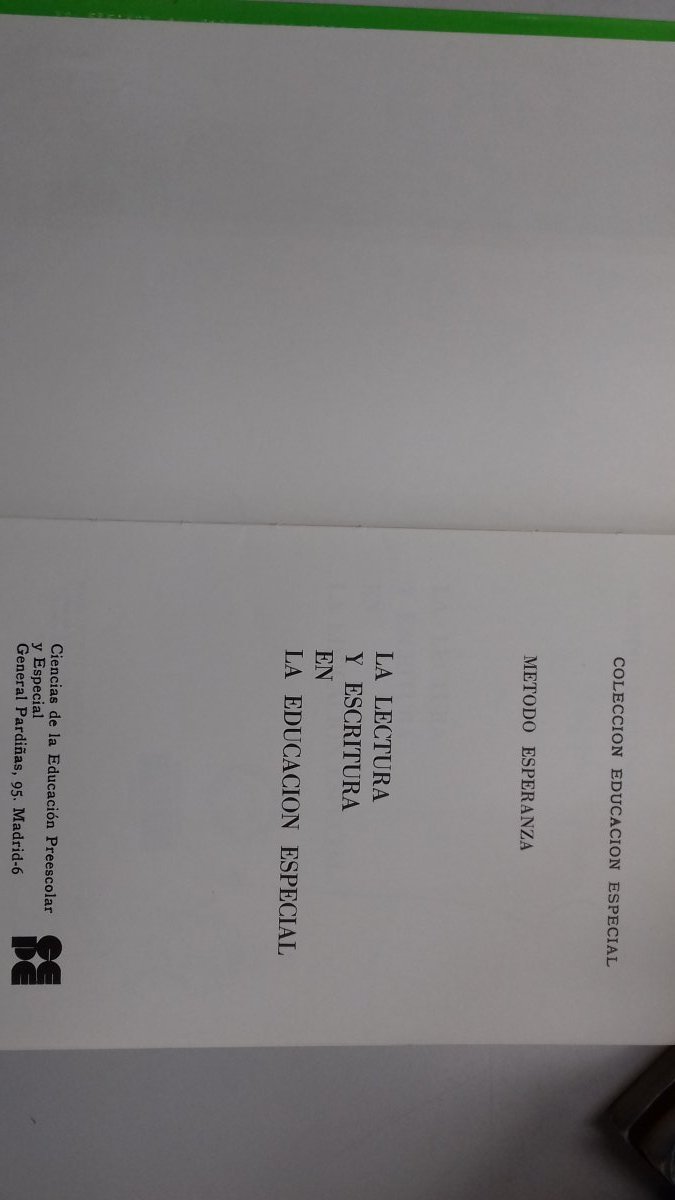 COLECCION EDUCACION ESPECIAL
METODO ESPERANZA
LA LECTURA
Y ESCRITURA
EN
LA EDUCACION ESPECIAL
Ciencias de la Educación Preescolar
y Especial
General Pardiñas, 95. Madrid-6
CE
PE